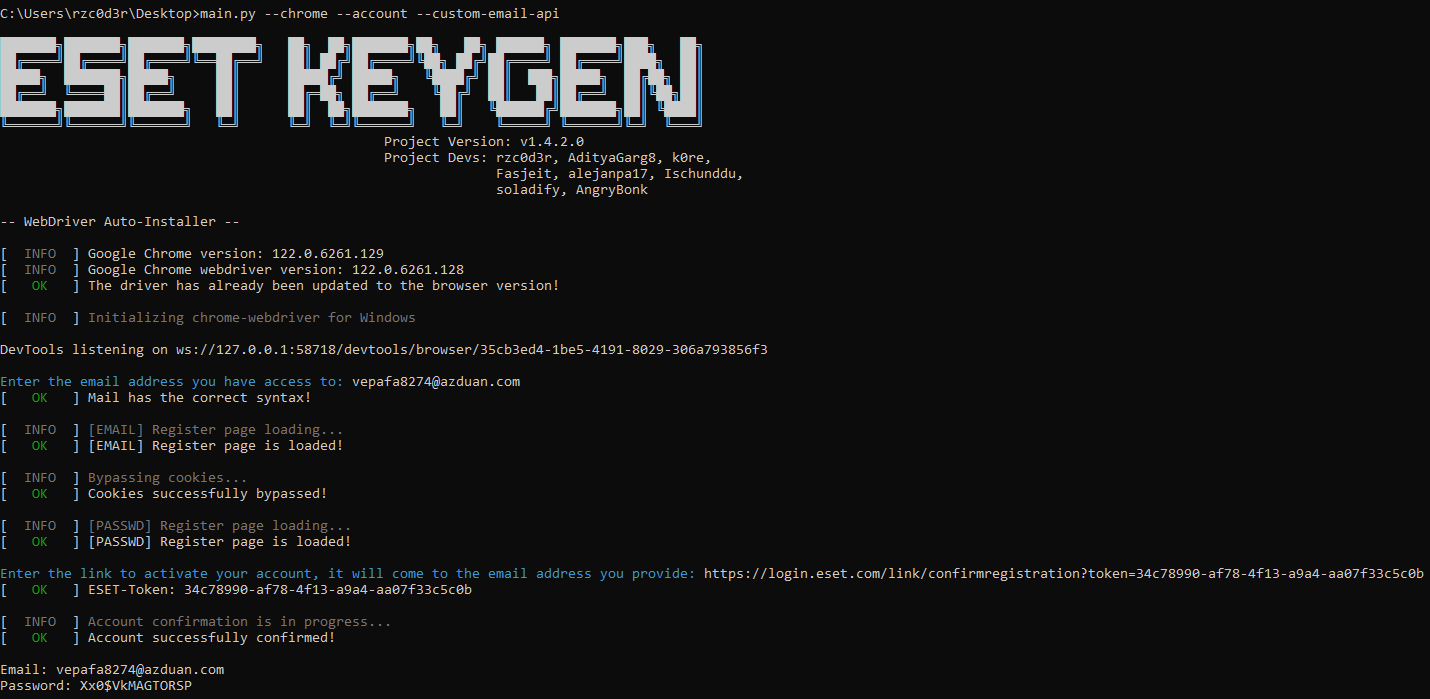 C:\Users\rzc0d3r\Desktop>main.py --chrome --account --custom-email-api
ESET KEYGEN
Project Version: v1.4.2.0
Project Devs: rzc0d3r, AdityaGarg8, k0re,
Fasjeit, alejanpa17, Ischunddu,
soladify, AngryBonk
-- WebDriver Auto-Installer --
[  INFO  ] Google Chrome version: 122.0.6261.129
[  INFO  ] Google Chrome webdriver version: 122.0.6261.128
[   OK   ] The driver has already been updated to the browser version!
[  INFO  ] Initializing chrome-webdriver for Windows
DevTools listening on ws://127.0.0.1:58718/devtools/browser/35cb3ed4-1be5-4191-8029-306a793856f3
Enter the email address you have access to: vepafa8274@azduan.com
[   OK   ] Mail has the correct syntax!
[  INFO  ] [EMAIL] Register page loading...
[   OK   ] [EMAIL] Register page is loaded!
[  INFO  ] Bypassing cookies...
[   OK   ] Cookies successfully bypassed!
[  INFO  ] [PASSWD] Register page loading...
[   OK   ] [PASSWD] Register page is loaded!
Enter the link to activate your account, it will come to the email address you provide: https://login.eset.com/link/confirmregistration?token=34c78990-af78-4f13-a9a4-aa07f33c5c0b
[   OK   ] ESET-Token: 34c78990-af78-4f13-a9a4-aa07f33c5c0b
[  INFO  ] Account confirmation is in progress...
[   OK   ] Account successfully confirmed!
Email: vepafa8274@azduan.com
Password: Xx0$VkMAGTORSP